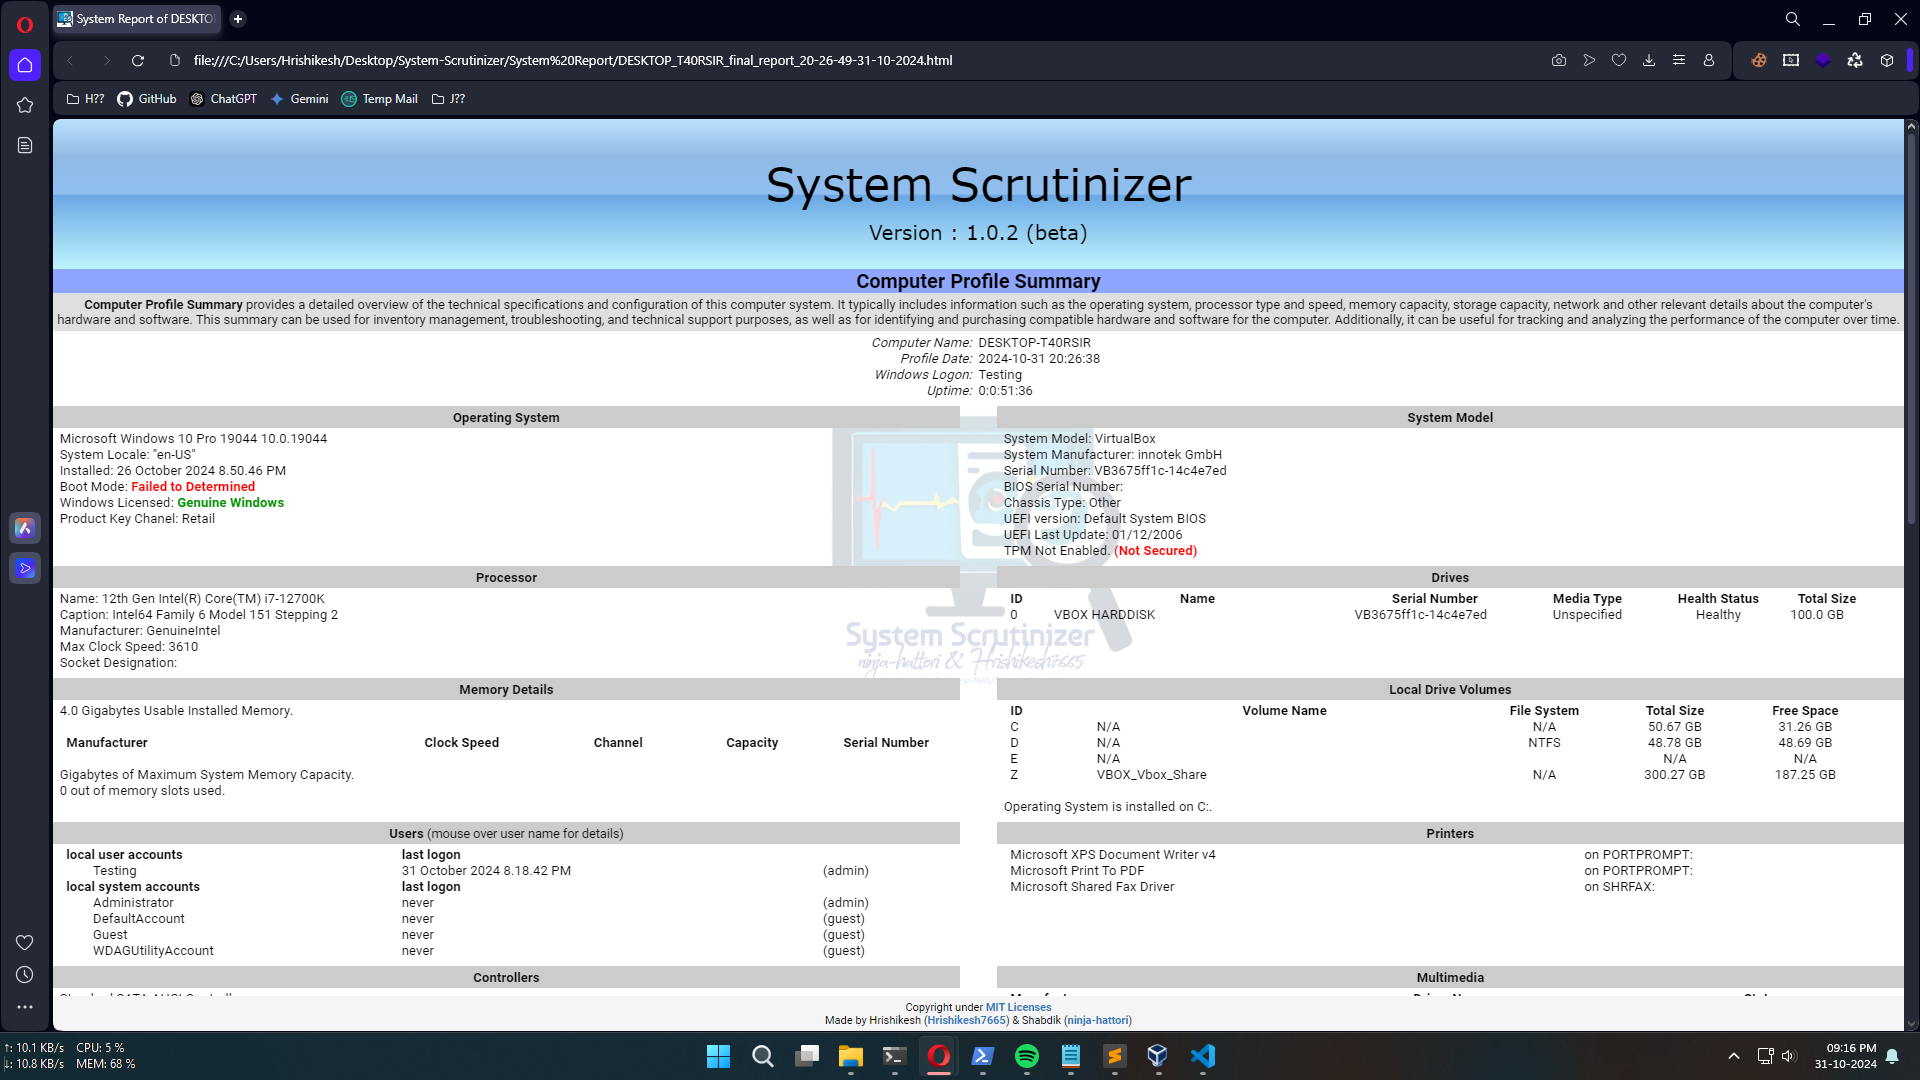 System Report of DESKTO
file:///C:/Users/Hrishikesh/Desktop/System-Scrutinizer/System%20Report/DESKTOP_T40RSIR_final_report_20-26-49-31-10-2024.html
H?? GitHub ChatGPT Gemini Temp Mail J??
System Scrutinizer
Version : 1.0.2 (beta)
Computer Profile Summary
Computer Profile Summary provides a detailed overview of the technical specifications and configuration of this computer system. It typically includes information such as the operating system, processor type and speed, memory capacity, storage capacity, network and other relevant details about the computer's
hardware and software. This summary can be used for inventory management, troubleshooting, and technical support purposes, as well as for identifying and purchasing compatible hardware and software for the computer. Additionally, it can be useful for tracking and analyzing the performance of the computer over time.
Computer Name: DESKTOP-T40RSIR
Profile Date: 2024-10-31 20:26:38
Windows Logon: Testing
Uptime: 0:0:51:36
Operating System
Microsoft Windows 10 Pro 19044 10.0.19044
System Locale: "en-US"
Installed: 26 October 2024 8.50.46 PM
Boot Mode: Failed to Determined
Windows Licensed: Genuine Windows
Product Key Chanel: Retail
System Model
System Model: VirtualBox
System Manufacturer: innotek GmbH
Serial Number: VB3675ff1c-14c4e7ed
BIOS Serial Number:
Chassis Type: Other
UEFI version: Default System BIOS
UEFI Last Update: 01/12/2006
TPM Not Enabled. (Not Secured)
Processor
Name: 12th Gen Intel(R) Core(TM) i7-12700K
Caption: Intel64 Family 6 Model 151 Stepping 2
Manufacturer: GenuineIntel
Max Clock Speed: 3610
Socket Designation:
Drives
ID Name Serial Number Media Type Health Status Total Size
0 VBOX HARDDISK VB3675ff1c-14c4e7ed Unspecified Healthy 100.0 GB
System Scrutinizer
ninja-hattori & Hrishikesh7665
Memory Details
4.0 Gigabytes Usable Installed Memory.
Manufacturer Clock Speed Channel Capacity Serial Number
Gigabytes of Maximum System Memory Capacity.
0 out of memory slots used.
Local Drive Volumes
ID Volume Name File System Total Size Free Space
C N/A N/A 50.67 GB 31.26 GB
D N/A NTFS 48.78 GB 48.69 GB
E N/A N/A N/A
Z VBOX_Vbox_Share N/A 300.27 GB 187.25 GB
Operating System is installed on C:.
Users (mouse over user name for details)
local user accounts last logon
Testing 31 October 2024 8.18.42 PM (admin)
local system accounts last logon
Administrator never (admin)
DefaultAccount never (guest)
Guest never (guest)
WDAGUtilityAccount never (guest)
Printers
Microsoft XPS Document Writer v4 on PORTPROMPT:
Microsoft Print To PDF on PORTPROMPT:
Microsoft Shared Fax Driver on SHRFAX:
Controllers
Multimedia
Copyright under MIT Licenses
Made by Hrishikesh (Hrishikesh7665) & Shabdik (ninja-hattori)
↑: 10.1 KB/s CPU: 5 %
↓: 10.8 KB/s MEM: 68 %
09:16 PM
31-10-2024